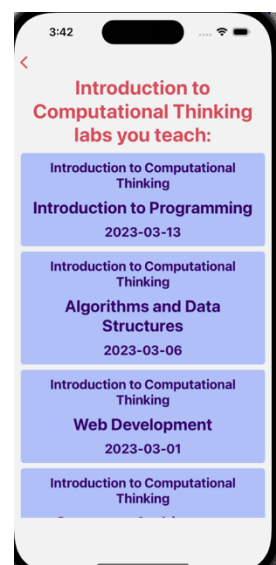 3:42
Introduction to
Computational Thinking
labs you teach:
Introduction to Computational
Thinking
Introduction to Programming
2023-03-13
Introduction to Computational
Thinking
Algorithms and Data
Structures
2023-03-06
Introduction to Computational
Thinking
Web Development
2023-03-01
Introduction to Computational
Thinking